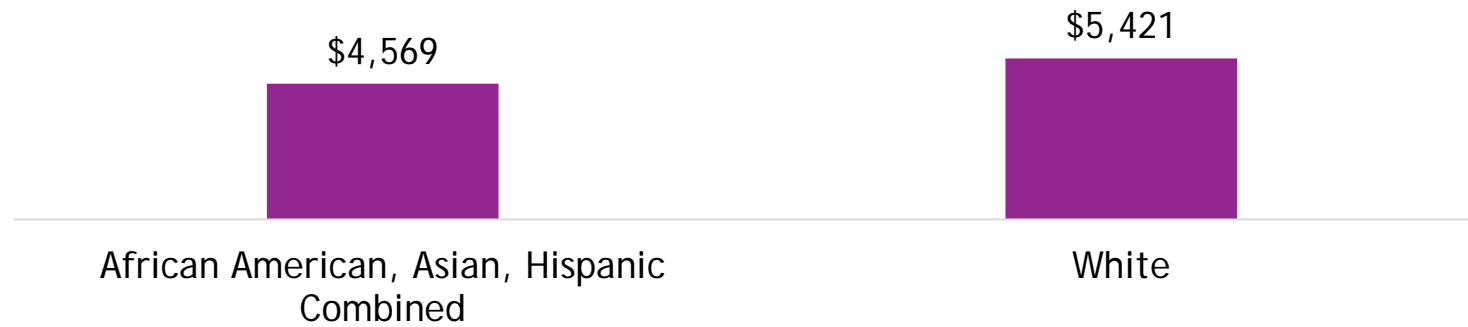 $4,569
$5,421
African American, Asian, Hispanic
Combined
White